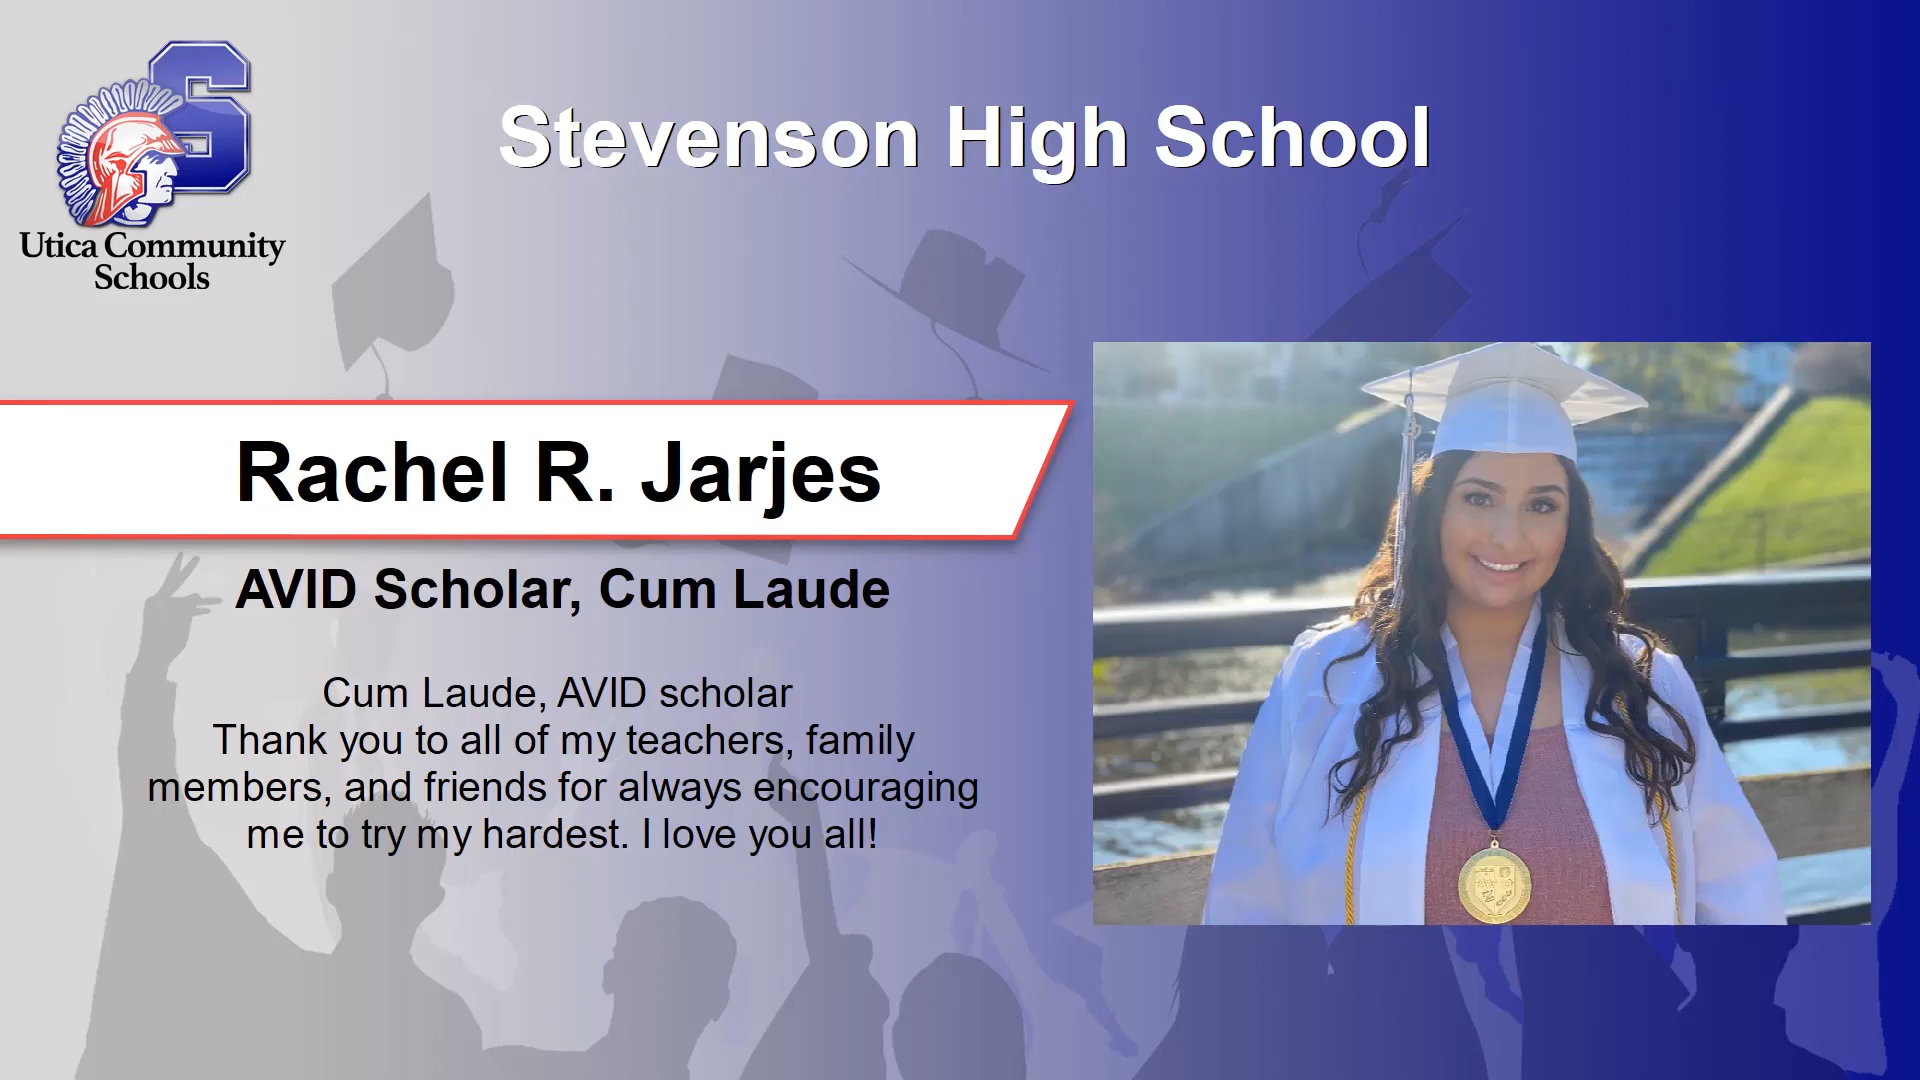 S
Utica Community
Schools
Stevenson High School
Rachel R. Jarjes
AVID Scholar, Cum Laude
Cum Laude, AVID scholar
Thank you to all of my teachers, family
members, and friends for always encouraging
me to try my hardest. I love you all!